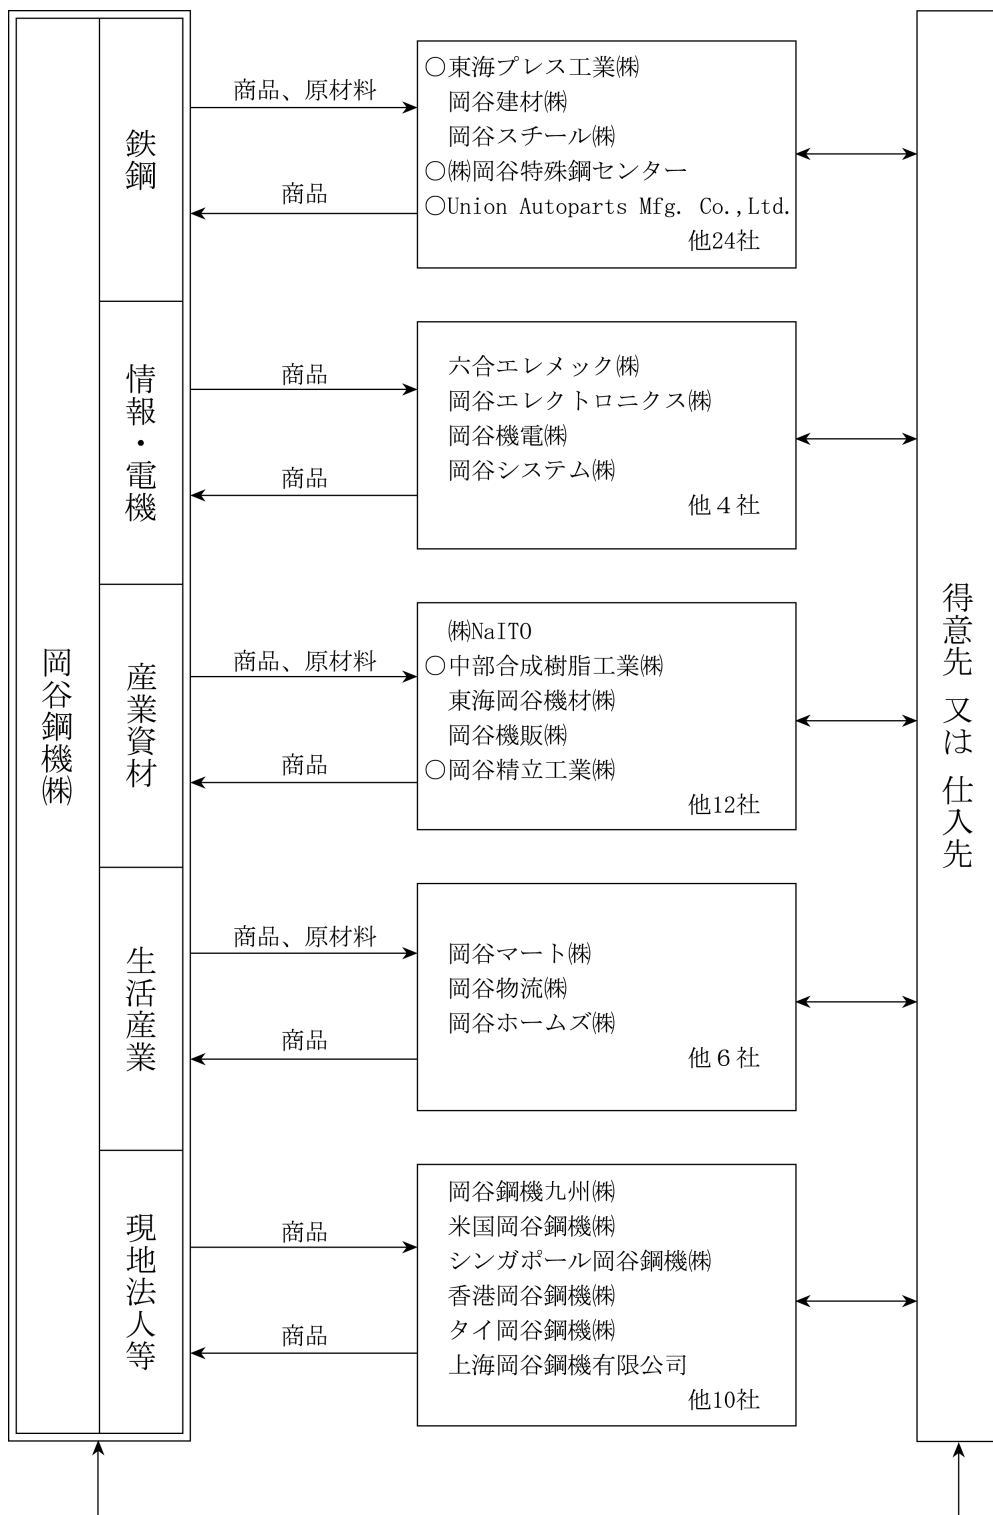 岡谷鋼機㈱
鉄鋼
商品、原材料
商品
○東海プレス工業㈱
岡谷建材㈱
岡谷スチール㈱
○㈱岡谷特殊鋼センター
○Union Autoparts Mfg. Co.,Ltd.
他24社
情報・電機
商品
商品
六合エレメック㈱
岡谷エレクトロニクス㈱
岡谷機電㈱
岡谷システム㈱
他４社
産業資材
商品、原材料
商品
㈱NaITO
○中部合成樹脂工業㈱
東海岡谷機材㈱
岡谷機販㈱
○岡谷精立工業㈱
他12社
生活産業
商品、原材料
商品
岡谷マート㈱
岡谷物流㈱
岡谷ホームズ㈱
他６社
現地法人等
商品
商品
岡谷鋼機九州㈱
米国岡谷鋼機㈱
シンガポール岡谷鋼機㈱
香港岡谷鋼機㈱
タイ岡谷鋼機㈱
上海岡谷鋼機有限公司
他10社
得意先 又は 仕入先